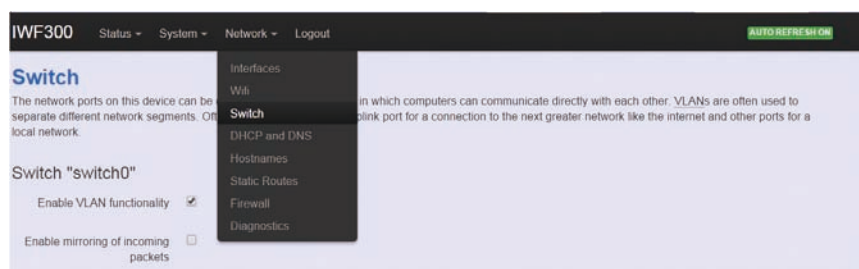 IWF300 Status System Network Logout AUTO REFRESH ON
Interfaces
Wifi
Switch
DHCP and DNS
Hostnames
Static Routes
Firewall
Diagnostics
Switch
The network ports on this device can be in which computers can communicate directly with each other. VLANs are often used to
separate different network segments. Oft plink port for a connection to the next greater network like the internet and other ports for a
local network.
Switch "switch0"
Enable VLAN functionality
Enable mirroring of incoming
packets